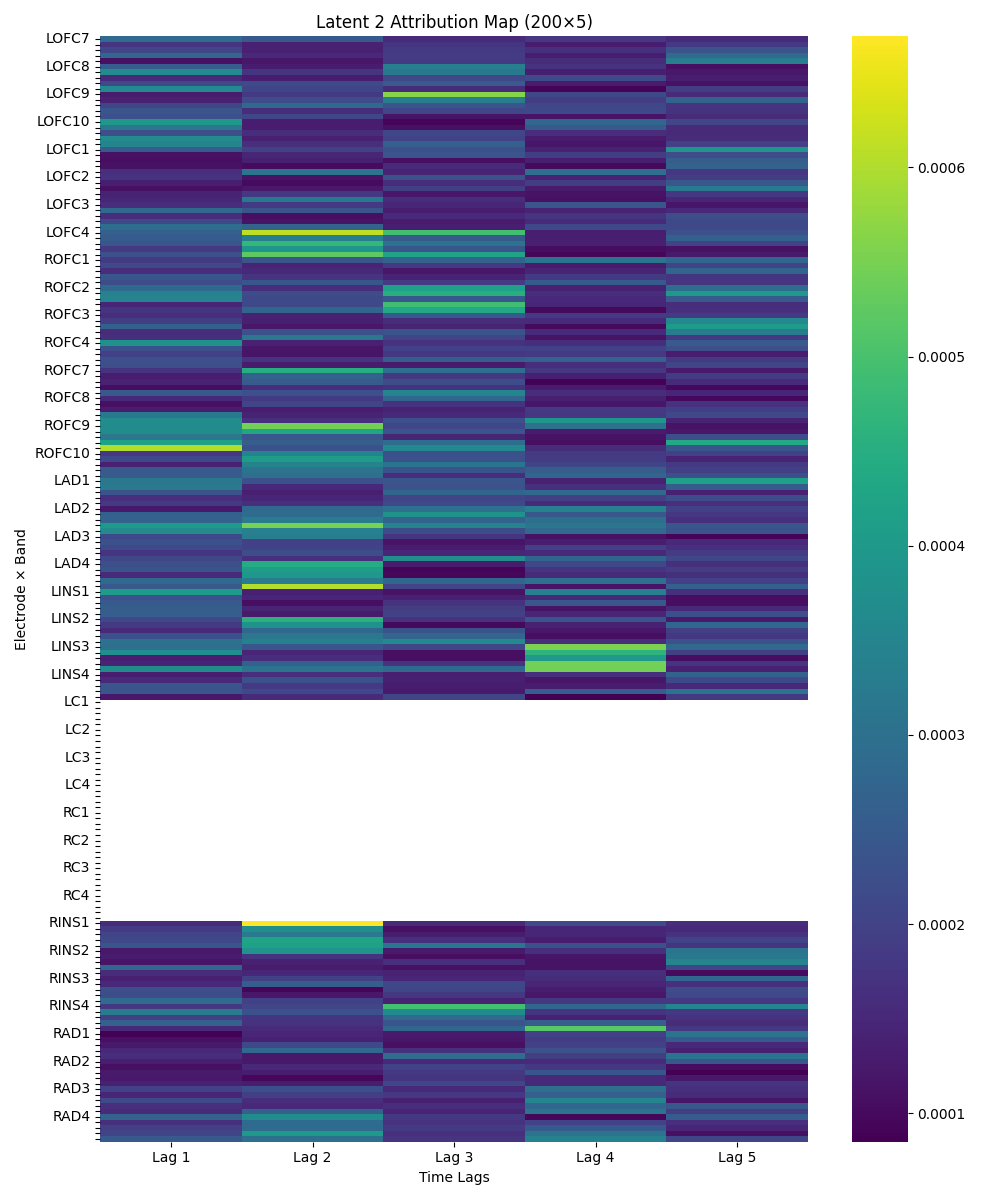 Latent 2 Attribution Map (200×5)
LOFC7
LOFC8
LOFC9
LOFC10
LOFC1
LOFC2
LOFC3
LOFC4
ROFC1
ROFC2
ROFC3
ROFC4
ROFC7
ROFC8
ROFC9
ROFC10
LAD1
LAD2
LAD3
LAD4
LINS1
LINS2
LINS3
LINS4
LC1
LC2
LC3
LC4
RC1
RC2
RC3
RC4
RINS1
RINS2
RINS3
RINS4
RAD1
RAD2
RAD3
RAD4
Electrode × Band
Lag 1 Lag 2 Lag 3 Lag 4 Lag 5
Time Lags
0.0006
0.0005
0.0004
0.0003
0.0002
0.0001